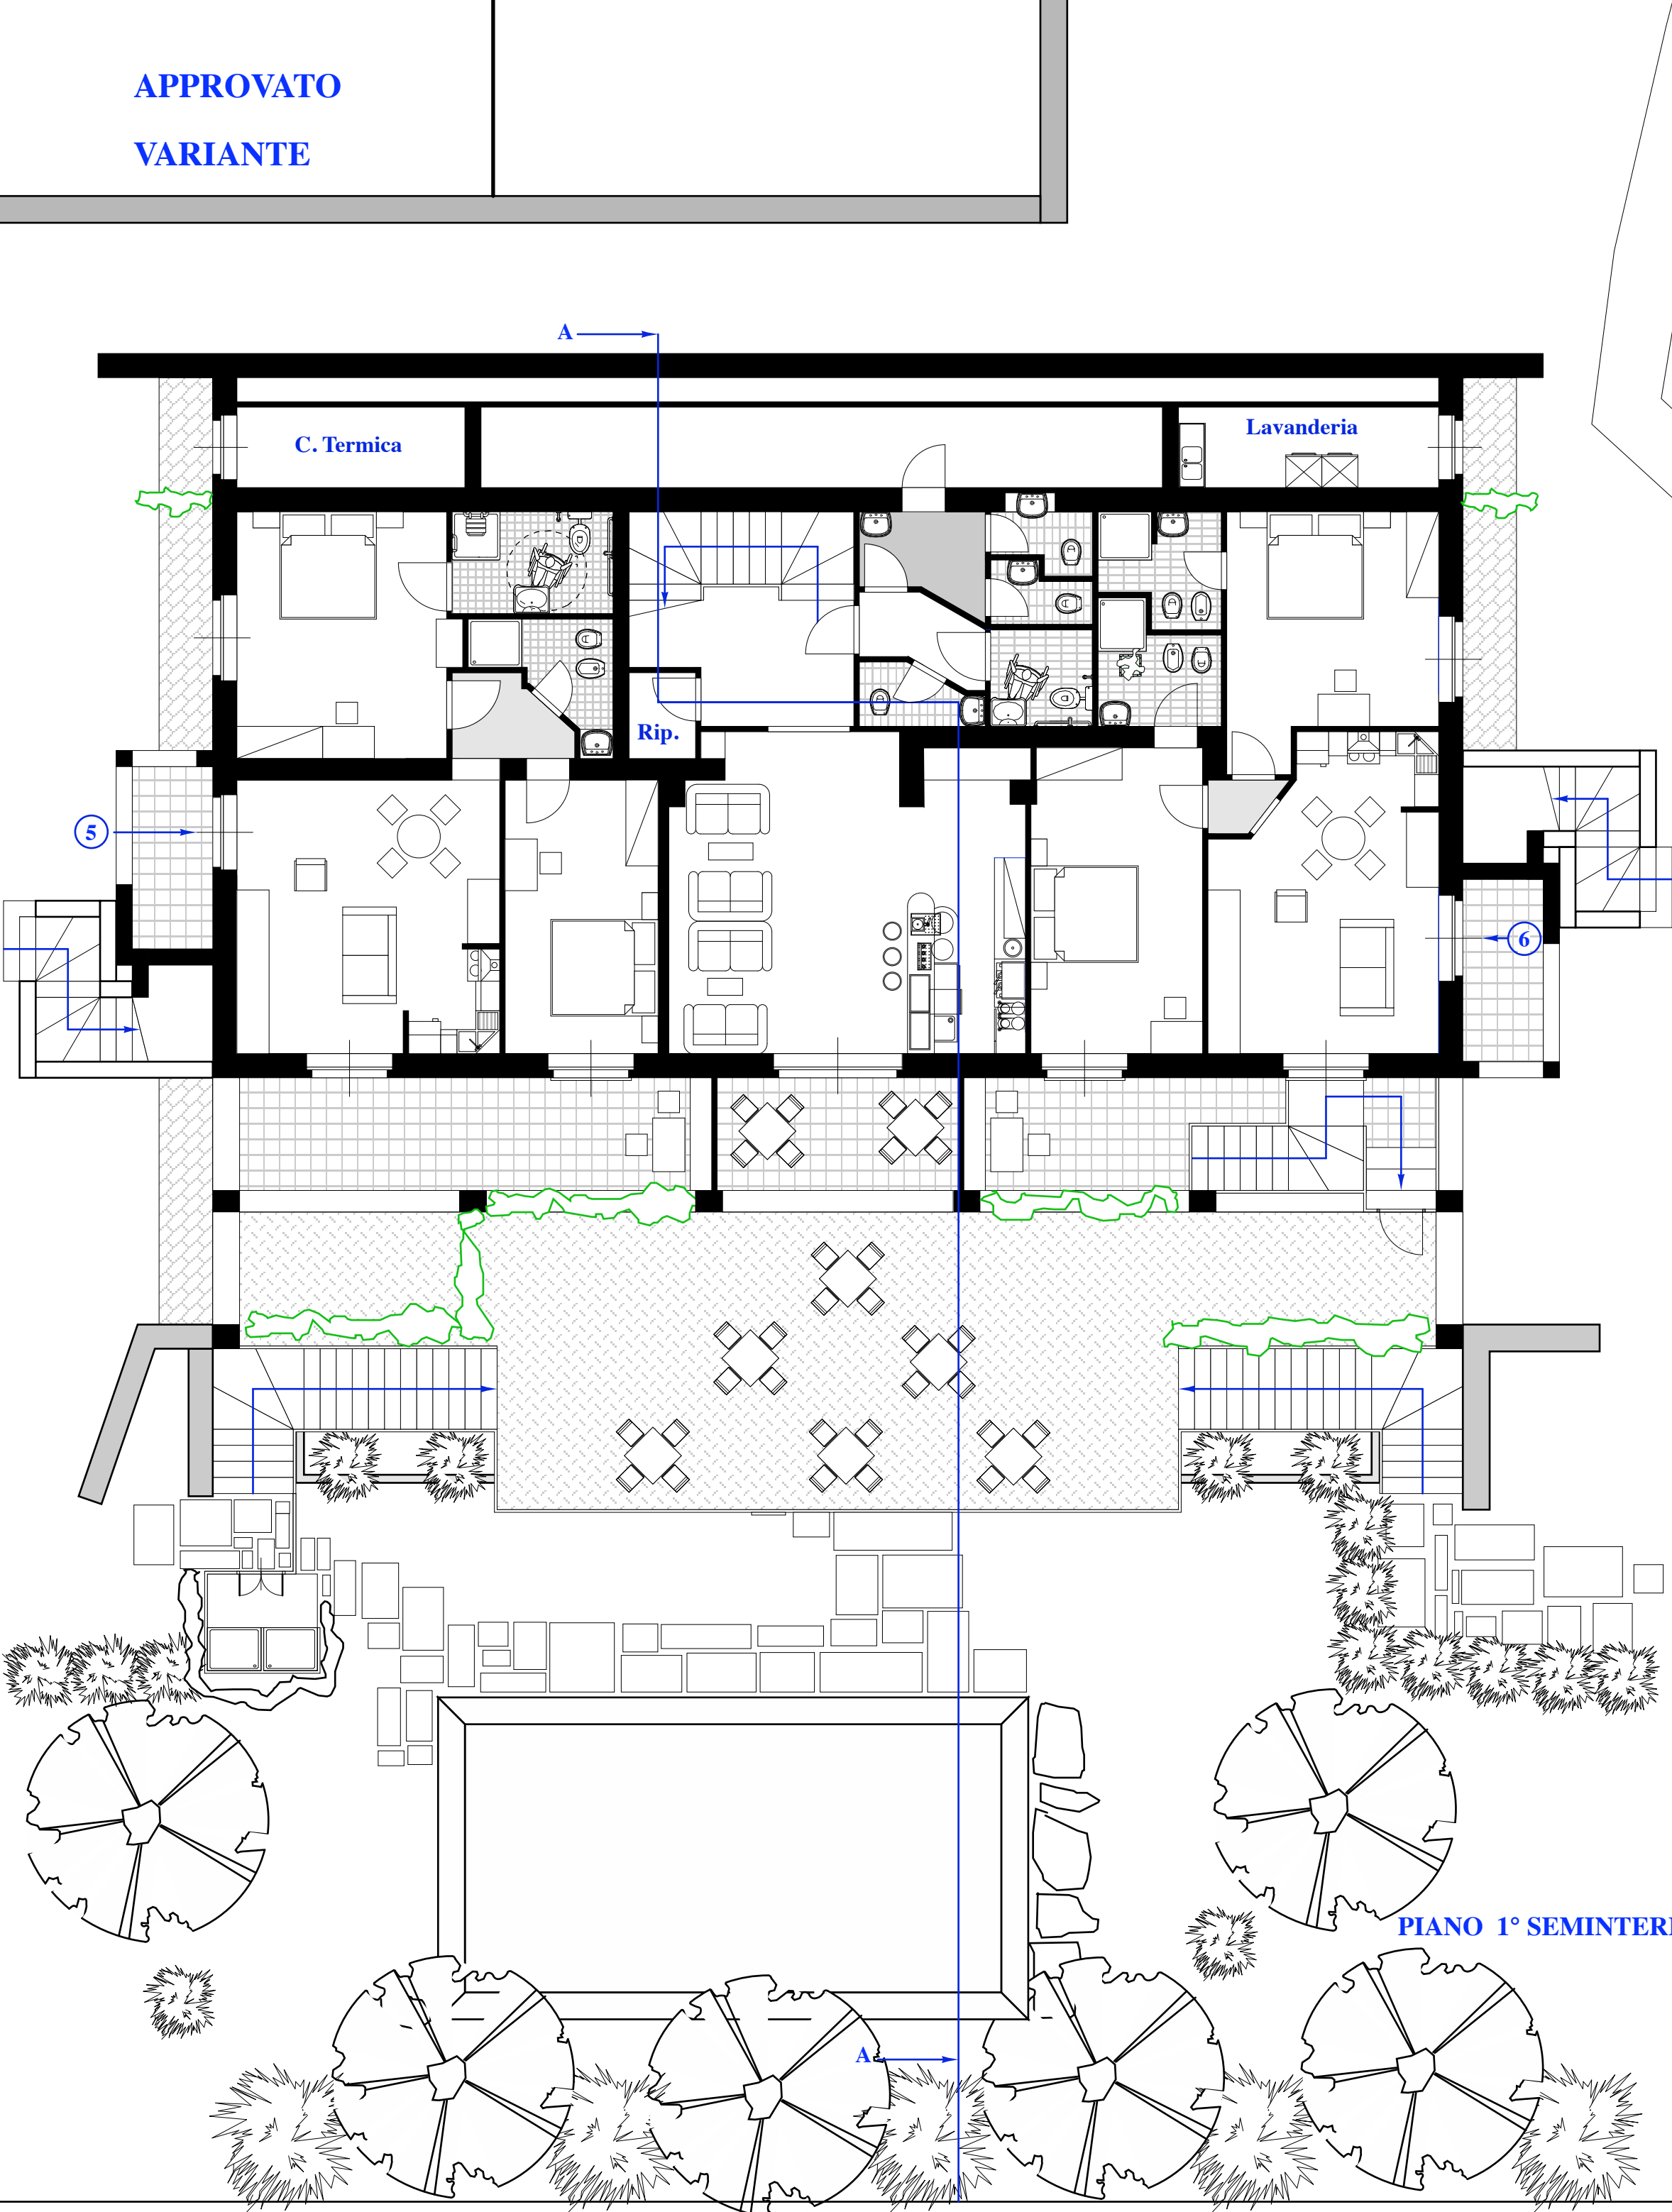 APPROVATO
VARIANTE
A
C. Termica
Lavanderia
Rip.
5
6
PIANO 1° SEMINTER
A